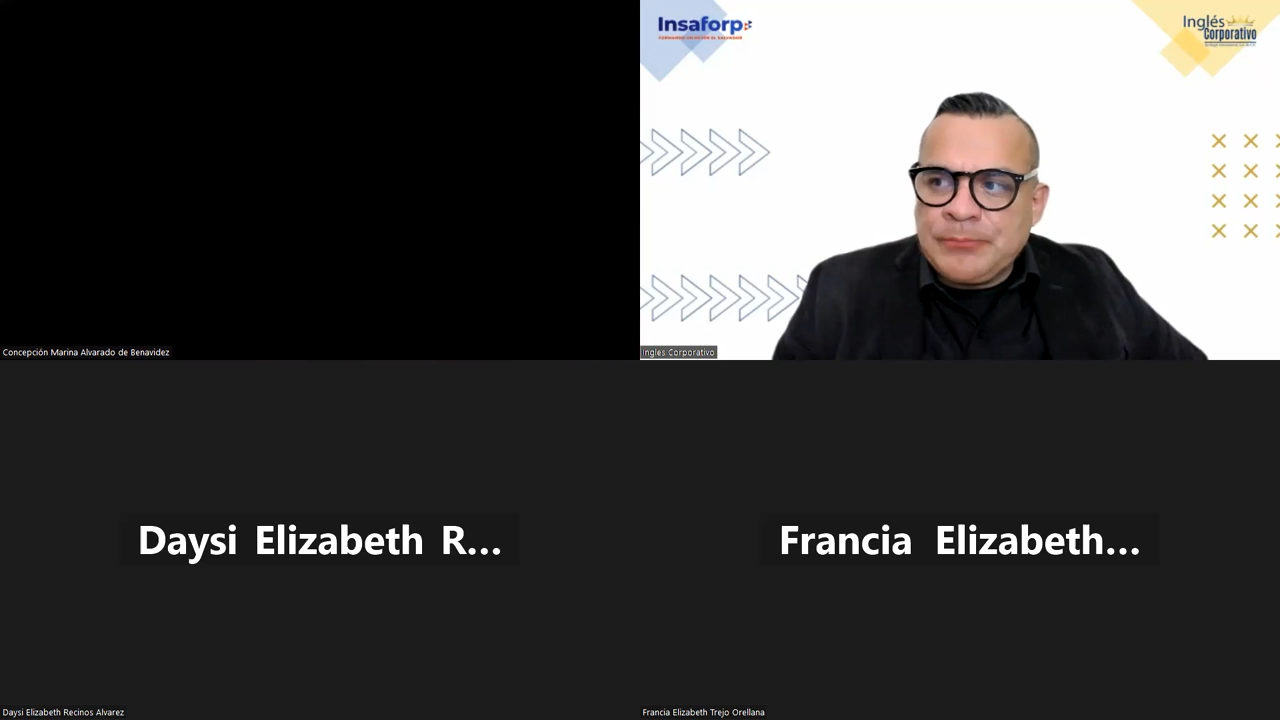 Insaforp
Inglés
Corporativo
Concepción Marina Alvarado de Benavidez
Ingles Corporativo
Daysi Elizabeth R...
Francia Elizabeth...
Daysi Elizabeth Recinos Alvarez
Francia Elizabeth Trejo Orellana